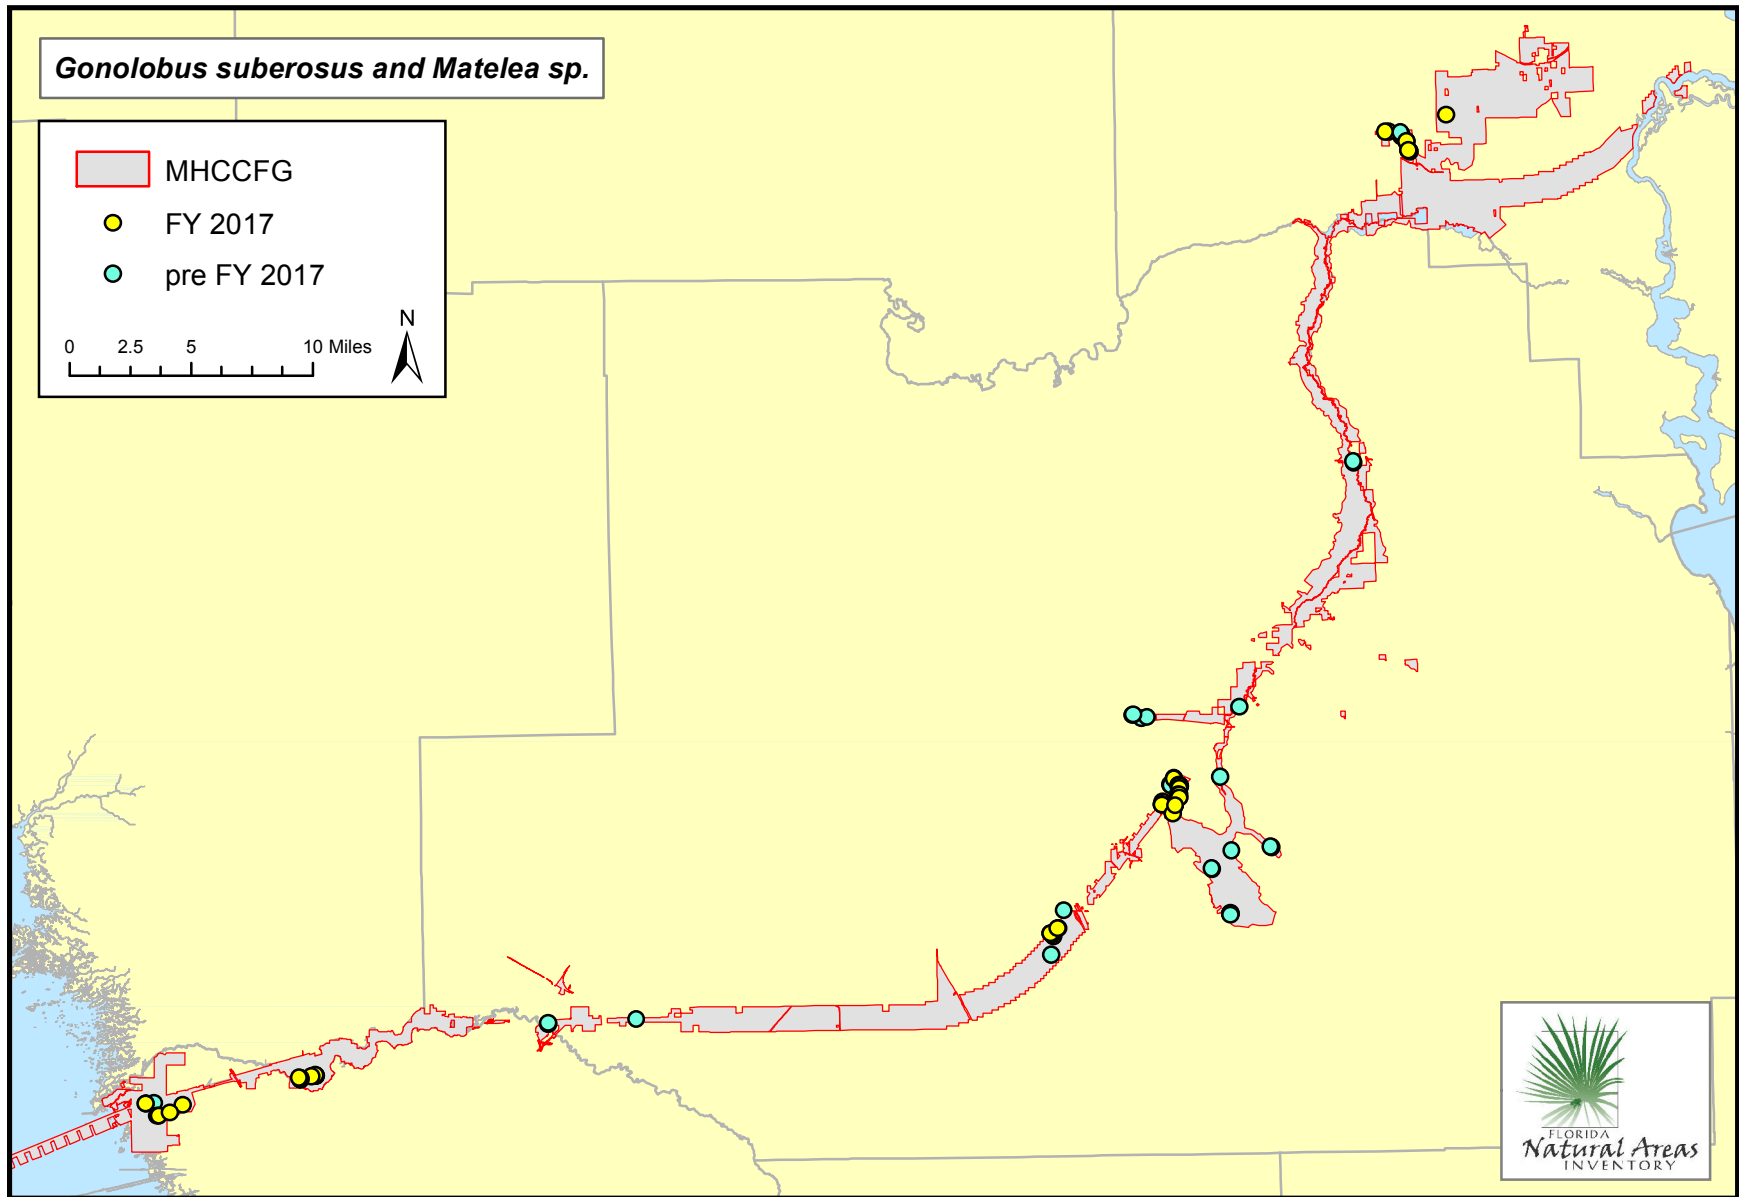 Gonolobus suberosus and Matelea sp.
MHCCFG
FY 2017
pre FY 2017
N
0 2.5 5 10 Miles
FLORIDA
Natural Areas
INVENTORY